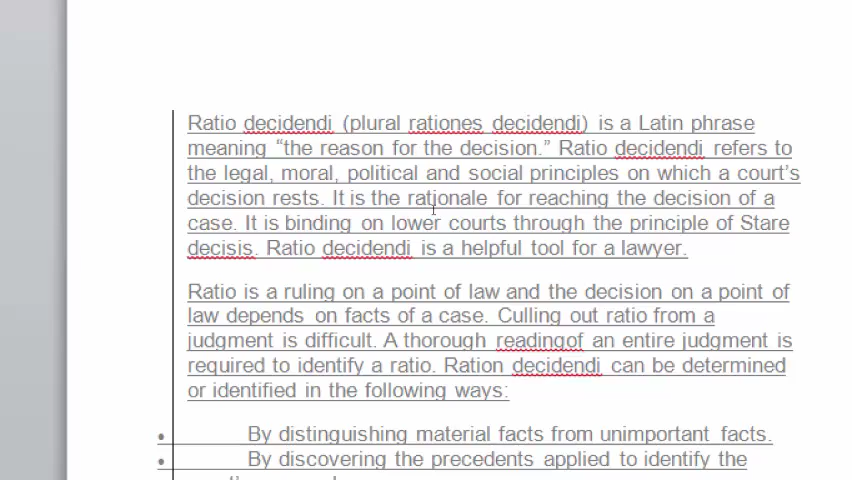 Ratio decidendi (plural rationes decidendi) is a Latin phrase
meaning “the reason for the decision.” Ratio decidendi refers to
the legal, moral, political and social principles on which a court’s
decision rests. It is the rationale for reaching the decision of a
case. It is binding on lower courts through the principle of Stare
decisis. Ratio decidendi is a helpful tool for a lawyer.
Ratio is a ruling on a point of law and the decision on a point of
law depends on facts of a case. Culling out ratio from a
judgment is difficult. A thorough readingof an entire judgment is
required to identify a ratio. Ration decidendi can be determined
or identified in the following ways:
• By distinguishing material facts from unimportant facts.
• By discovering the precedents applied to identify the